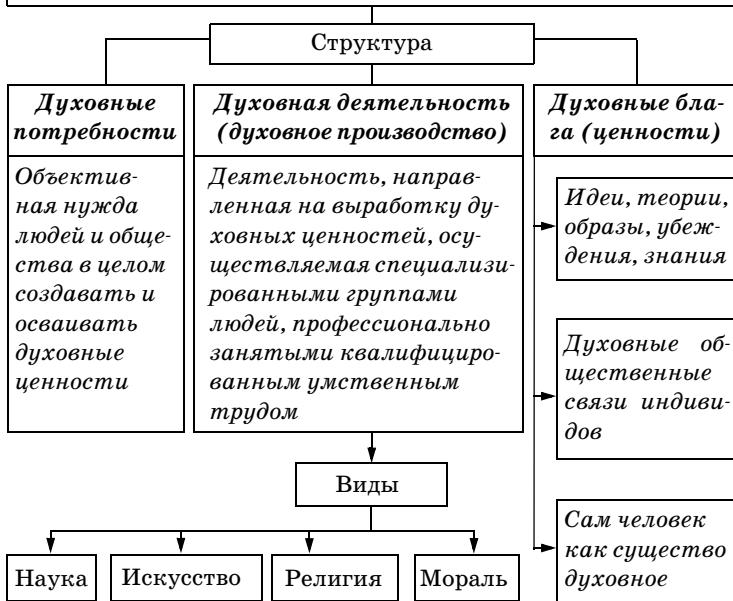 Структура
Духовные
потребности
Объектив-
ная нужда
людей и обще-
ства в целом
создавать и
осваивать
духовные
ценности
Духовная деятельность
(духовное производство)
Деятельность, направ-
ленная на выработку ду-
ховных ценностей, осу-
ществляемая специализи-
рованными группами
людей, профессионально
занятыми квалифициро-
ванным умственным
трудом
Виды
Наука
Искусство
Религия
Мораль
Духовные бла-
га (ценности)
Идеи, теории,
образы, убеж-
дения, знания
Духовные об-
щественные
связи индиви-
дов
Сам человек
как существо
духовное